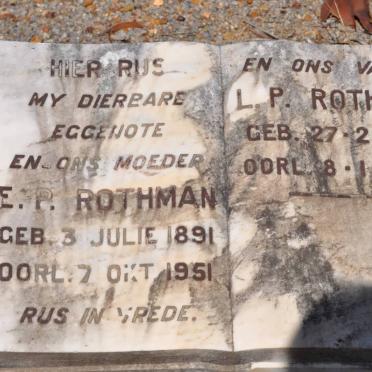 HIER RUS
MY DIERBARE
EGGENOTE
EN ONS MOEDER
E. P. ROTHMAN
GEB. 3 JULIE 1891
OORL. 7 OKT 1951
RUS IN VREDE.
EN ONS VA
L. P. ROTH
GEB. 27-2
OORL. 8-1